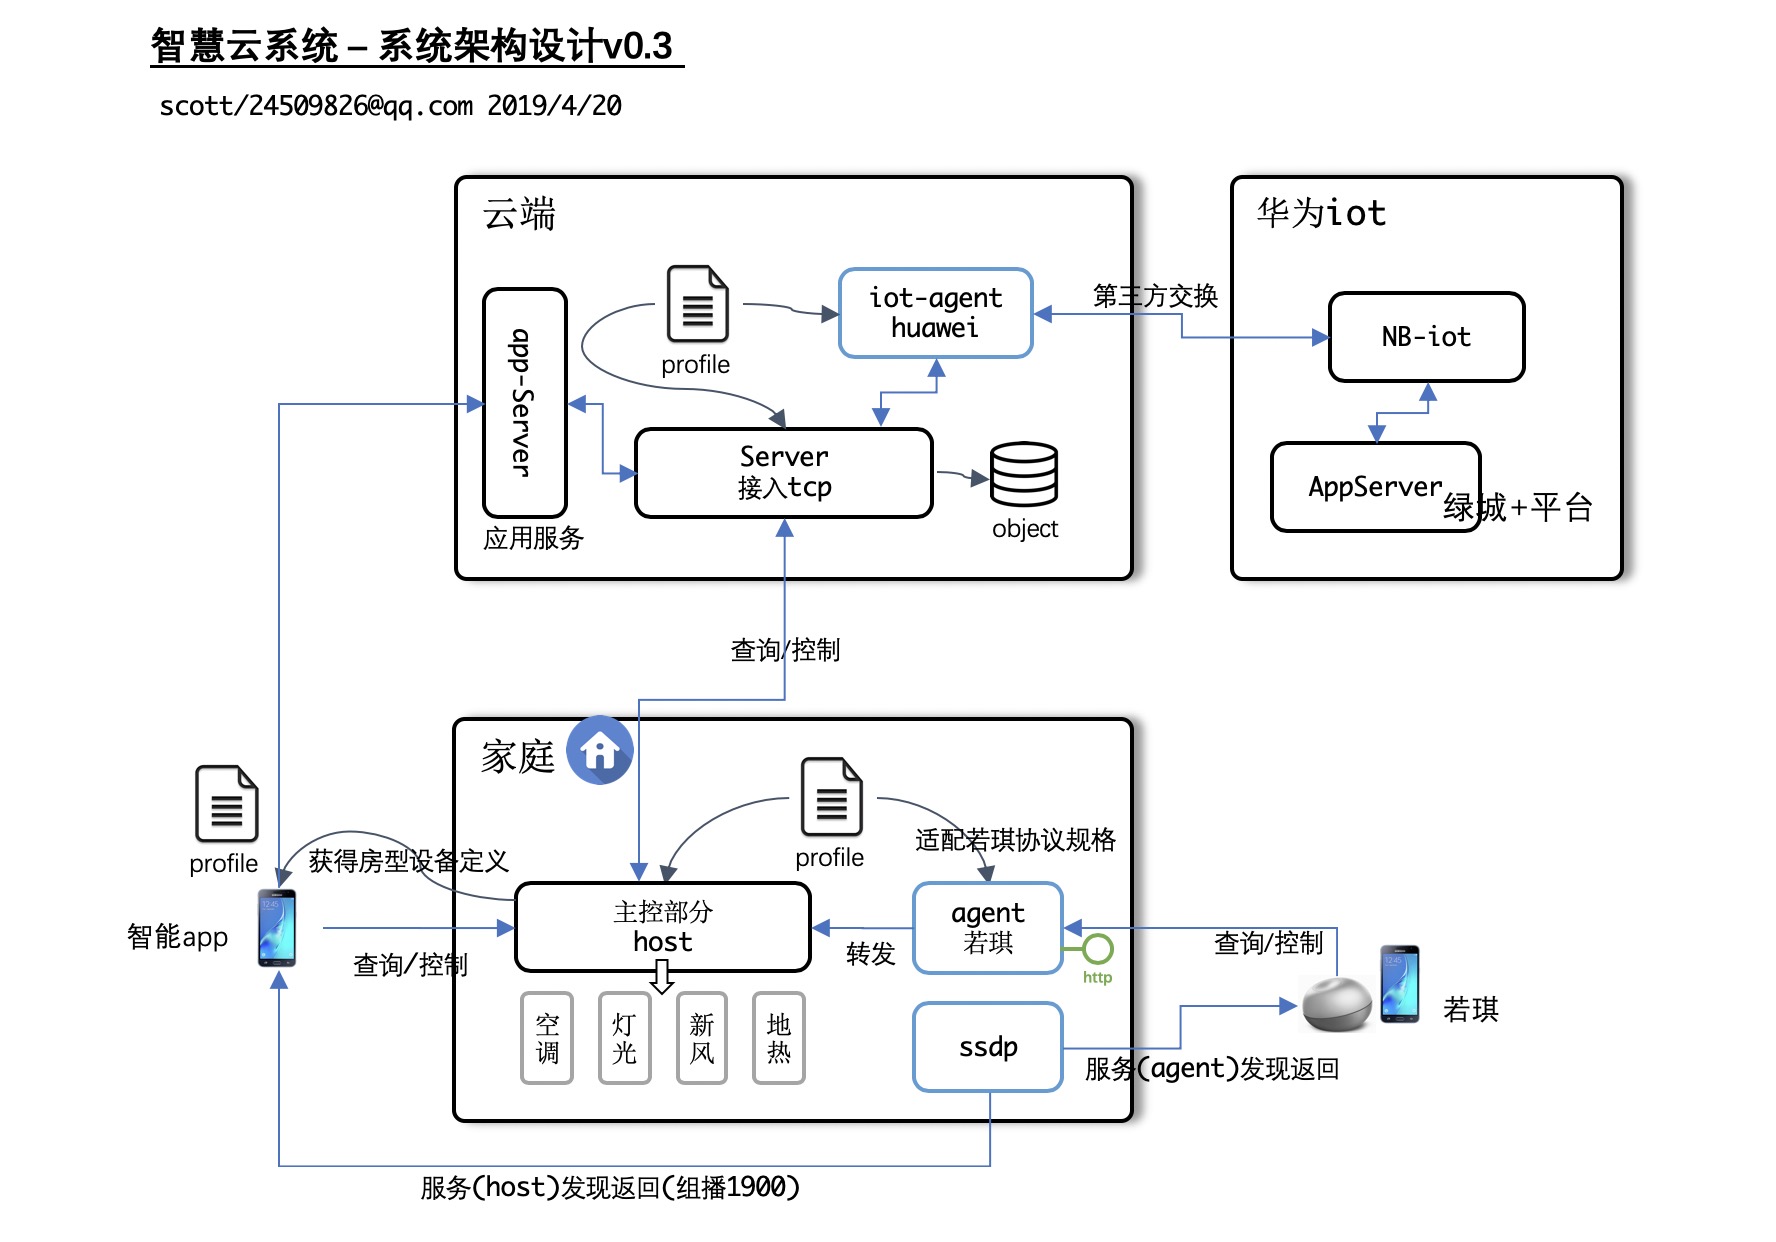 智慧云系统 – 系统架构设计v0.3
scott/24509826@qq.com 2019/4/20
云端
华为iot
iot-agent
huawei
第三方交换
profile
app-Server
NB-iot
Server
接入tcp
AppServer
绿城+平台
object
应用服务
查询/控制
家庭
profile
profile
适配若琪协议规格
获得房型设备定义
智能app
主控部分
host
agent
若琪
查询/控制
转发
查询/控制
http
空调
灯光
新风
地热
ssdp
若琪
服务(agent)发现返回
服务(host)发现返回(组播1900)